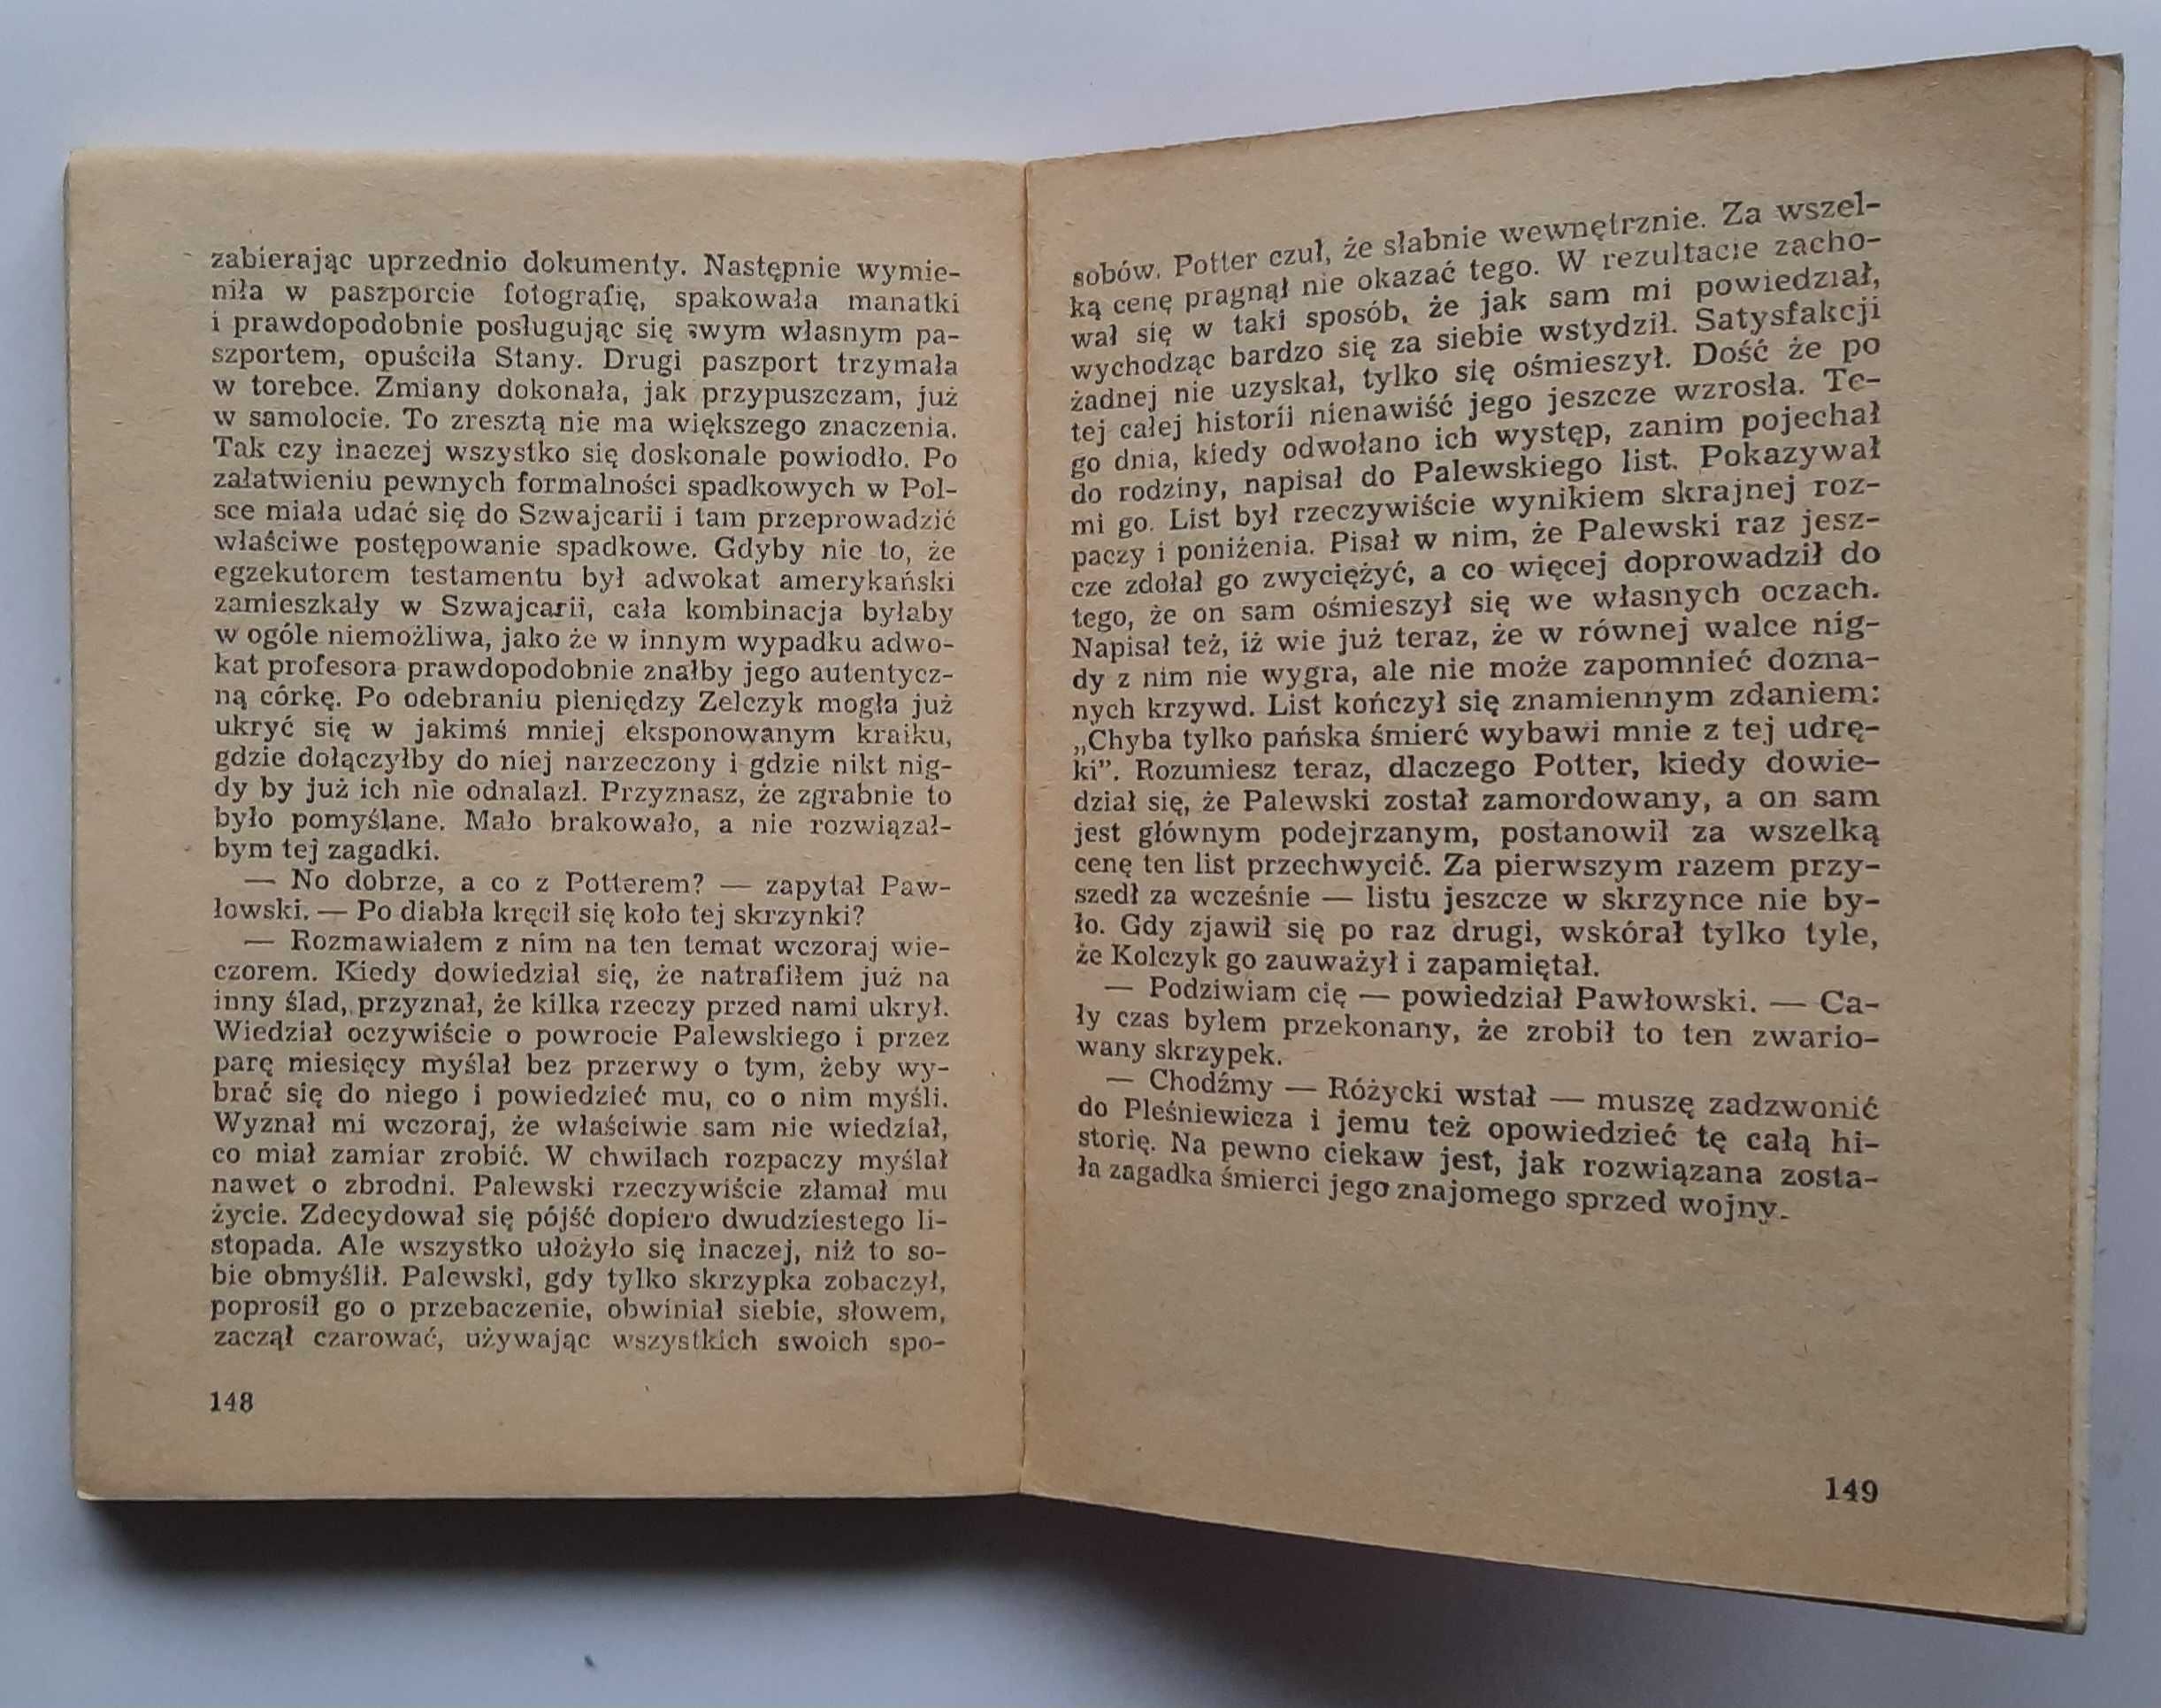 zabierając uprzednio dokumenty. Następnie wymie-
niła w paszporcie fotografię, spakowała manatki
i prawdopodobnie posługując się swym własnym pa-
szportem, opuściła Stany. Drugi paszport trzymała
w torebce. Zmiany dokonała, jak przypuszczam, już
w samolocie. To zresztą nie ma większego znaczenia.
Tak czy inaczej wszystko się doskonale powiodło. Po
załatwieniu pewnych formalności spadkowych w Pol-
sce miała udać się do Szwajcarii i tam przeprowadzić
właściwe postępowanie spadkowe. Gdyby nie to, że
egzekutorem testamentu był adwokat amerykański
zamieszkały w Szwajcarii, cała kombinacja byłaby
w ogóle niemożliwa, jako że w innym wypadku adwo-
kat profesora prawdopodobnie znałby jego autentycz-
ną córkę. Po odebraniu pieniędzy Zelczyk mogła już
ukryć się w jakimś mniej eksponowanym kraiku,
gdzie dołączyłby do niej narzeczony i gdzie nikt nig-
dy by już ich nie odnalazł. Przyznasz, że zgrabnie to
było pomyślane. Mało brakowało, a nie rozwiązał-
bym tej zagadki.
— No dobrze, a co z Potterem? — zapytał Paw-
łowski. — Po diabła kręcił się koło tej skrzynki?
— Rozmawiałem z nim na ten temat wczoraj wie-
czorem. Kiedy dowiedział się, że natrafiłem już na
inny ślad, przyznał, że kilka rzeczy przed nami ukrył.
Wiedział oczywiście o powrocie Palewskiego i przez
parę miesięcy myślał bez przerwy o tym, żeby wy-
brać się do niego i powiedzieć mu, co o nim myśli.
Wyznał mi wczoraj, że właściwie sam nie wiedział,
co miał zamiar zrobić. W chwilach rozpaczy myślał
nawet o zbrodni. Palewski rzeczywiście złamał mu
życie. Zdecydował się pójść dopiero dwudziestego li-
stopada. Ale wszystko ułożyło się inaczej, niż to so-
bie obmyślił. Palewski, gdy tylko skrzypka zobaczył,
poprosił go o przebaczenie, obwiniał siebie, słowem,
zaczął czarować, używając wszystkich swoich spo-
148
sobów. Potter czuł, że słabnie wewnętrznie. Za wszel-
ką cenę pragnął nie okazać tego. W rezultacie zacho-
wał się w taki sposób, że jak sam mi powiedział,
wychodząc bardzo się za siebie wstydził. Satysfakcji
żadnej nie uzyskał, tylko się ośmieszył. Dość że po
tej całej historii nienawiść jego jeszcze wzrosła. Te-
go dnia, kiedy odwołano ich występ, zanim pojechał
do rodziny, napisał do Palewskiego list. Pokazywał
mi go. List był rzeczywiście wynikiem skrajnej roz-
paczy i poniżenia. Pisał w nim, że Palewski raz jesz-
cze zdołał go zwyciężyć, a co więcej doprowadził do
tego, że on sam ośmieszył się we własnych oczach.
Napisał też, iż wie już teraz, że w równej walce nig-
dy z nim nie wygra, ale nie może zapomnieć dozna-
nych krzywd. List kończył się znamiennym zdaniem:
„Chyba tylko pańska śmierć wybawi mnie z tej udrę-
ki”. Rozumiesz teraz, dlaczego Potter, kiedy dowie-
dział się, że Palewski został zamordowany, a on sam
jest głównym podejrzanym, postanowił za wszelką
cenę ten list przechwycić. Za pierwszym razem przy-
szedł za wcześnie — listu jeszcze w skrzynce nie by-
ło. Gdy zjawił się po raz drugi, wskórał tylko tyle,
że Kolczyk go zauważył i zapamiętał.
— Podziwiam cię — powiedział Pawłowski. — Ca-
ły czas byłem przekonany, że zrobił to ten zwario-
wany skrzypek.
— Chodźmy — Różycki wstał — muszę zadzwonić
do Pleśniewicza i jemu też opowiedzieć tę całą hi-
storię. Na pewno ciekaw jest, jak rozwiązana zosta-
ła zagadka śmierci jego znajomego sprzed wojny.
149